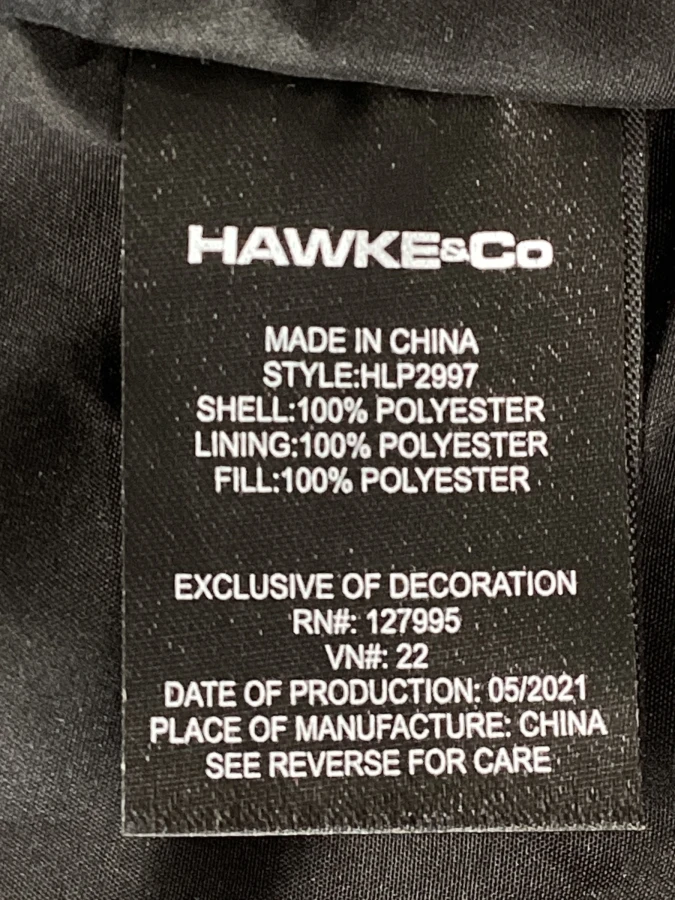 HAWKE&Co
MADE IN CHINA
STYLE:HLP2997
SHELL:100% POLYESTER
LINING:100% POLYESTER
FILL:100% POLYESTER
EXCLUSIVE OF DECORATION
RN#: 127995
VN#: 22
DATE OF PRODUCTION: 05/2021
PLACE OF MANUFACTURE: CHINA
SEE REVERSE FOR CARE